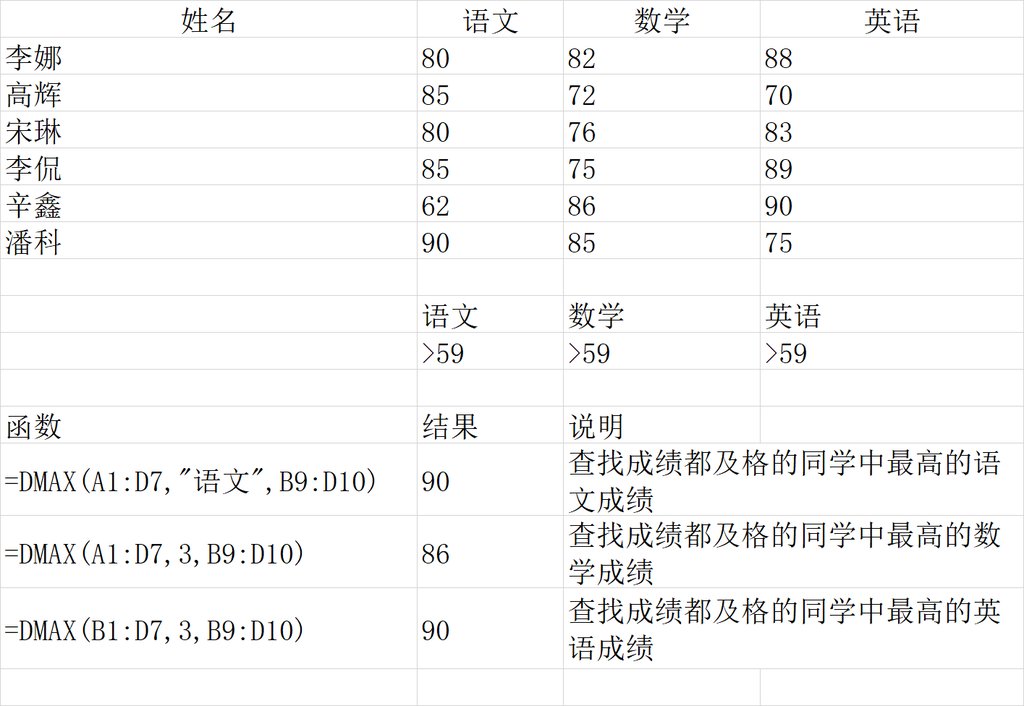 姓名 语文 数学 英语
李娜 80 82 88
高辉 85 72 70
宋琳 80 76 83
李侃 85 75 89
辛鑫 62 86 90
潘科 90 85 75
语文 数学 英语
>59 >59 >59
函数 结果 说明
=DMAX(A1:D7,"语文",B9:D10) 90 查找成绩都及格的同学中最高的语
文成绩
=DMAX(A1:D7,3,B9:D10) 86 查找成绩都及格的同学中最高的数
学成绩
=DMAX(B1:D7,3,B9:D10) 90 查找成绩都及格的同学中最高的英
语成绩